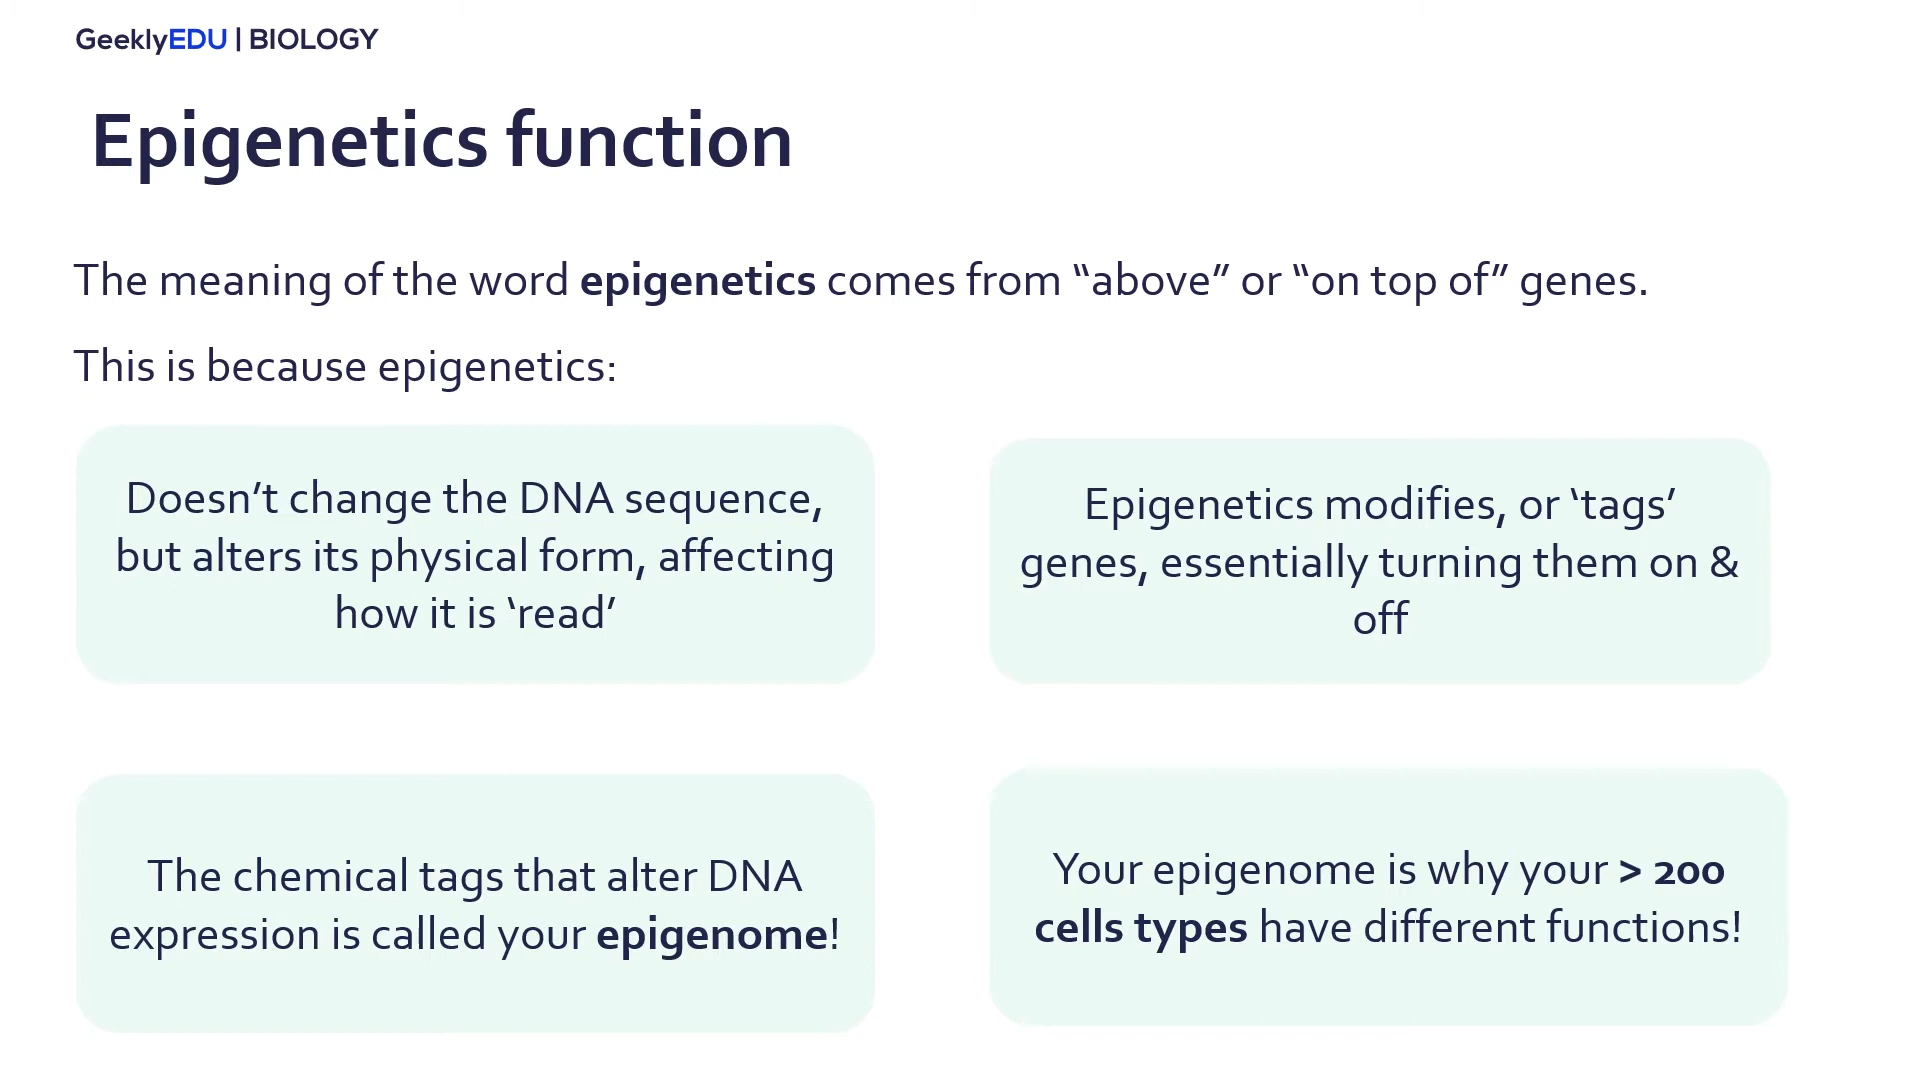 GeeklyEDU | BIOLOGY
Epigenetics function
The meaning of the word epigenetics comes from “above” or “on top of” genes.
This is because epigenetics:
Doesn’t change the DNA sequence,
but alters its physical form, affecting
how it is ‘read’
Epigenetics modifies, or ‘tags’
genes, essentially turning them on &
off
The chemical tags that alter DNA
expression is called your epigenome!
Your epigenome is why your > 200
cells types have different functions!